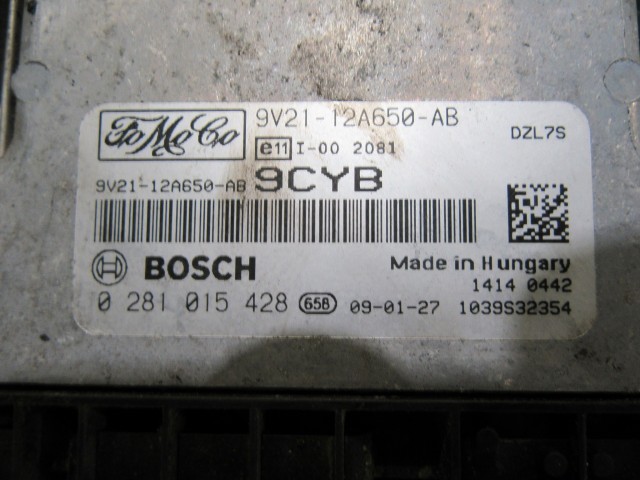 FoMoCo 9V21-12A650-AB DZL7S
e11 I-00 2081
9V21-12A650-AB 9CYB
BOSCH Made in Hungary
1414 0442
0 281 015 428 658 09-01-27 1039S32354